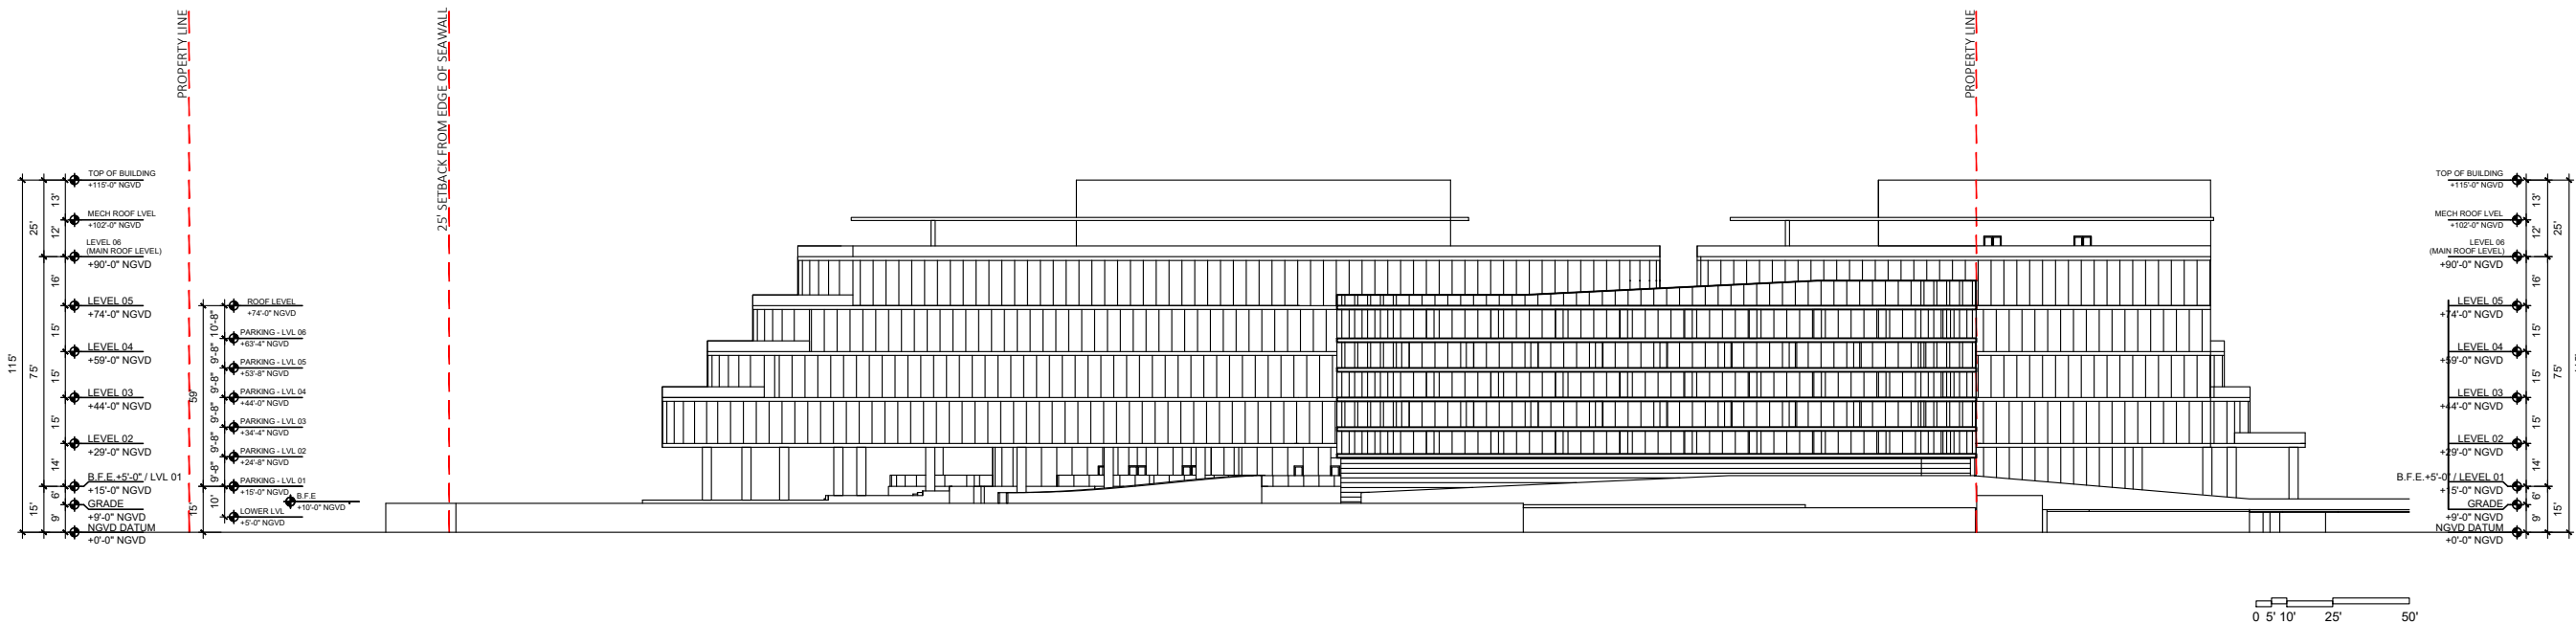 PROPERTY LINE
25' SETBACK FROM EDGE OF SEAWALL
PROPERTY LINE
TOP OF BUILDING
+115'-0" NGVD
MECH ROOF LVEL
+102'-0" NGVD
LEVEL 06
(MAIN ROOF LEVEL)
+90'-0" NGVD
LEVEL 05
+74'-0" NGVD
LEVEL 04
+59'-0" NGVD
LEVEL 03
+44'-0" NGVD
LEVEL 02
+29'-0" NGVD
B.F.E.+5'-0" / LVL 01
+15'-0" NGVD
GRADE
+9'-0" NGVD
NGVD DATUM
+0'-0" NGVD
115'
25'
75'
15'
13'
12'
16'
15'
15'
15'
14'
6'
9'
ROOF LEVEL
+74'-0" NGVD
PARKING - LVL 06
+63'-4" NGVD
PARKING - LVL 05
+53'-8" NGVD
PARKING - LVL 04
+44'-0" NGVD
PARKING - LVL 03
+34'-4" NGVD
PARKING - LVL 02
+24'-8" NGVD
PARKING - LVL 01
+15'-0" NGVD
LOWER LVL
+5'-0" NGVD
B.F.E
+10'-0" NGVD
59'
15'
10'-8"
9'-8"
9'-8"
9'-8"
9'-8"
9'-8"
10'
TOP OF BUILDING
+115'-0" NGVD
MECH ROOF LVEL
+102'-0" NGVD
LEVEL 06
(MAIN ROOF LEVEL)
+90'-0" NGVD
LEVEL 05
+74'-0" NGVD
LEVEL 04
+59'-0" NGVD
LEVEL 03
+44'-0" NGVD
LEVEL 02
+29'-0" NGVD
B.F.E.+5'-0" / LEVEL 01
+15'-0" NGVD
GRADE
+9'-0" NGVD
NGVD DATUM
+0'-0" NGVD
13'
12'
16'
15'
15'
15'
14'
6'
9'
25'
75'
15'
0 5' 10' 25' 50'